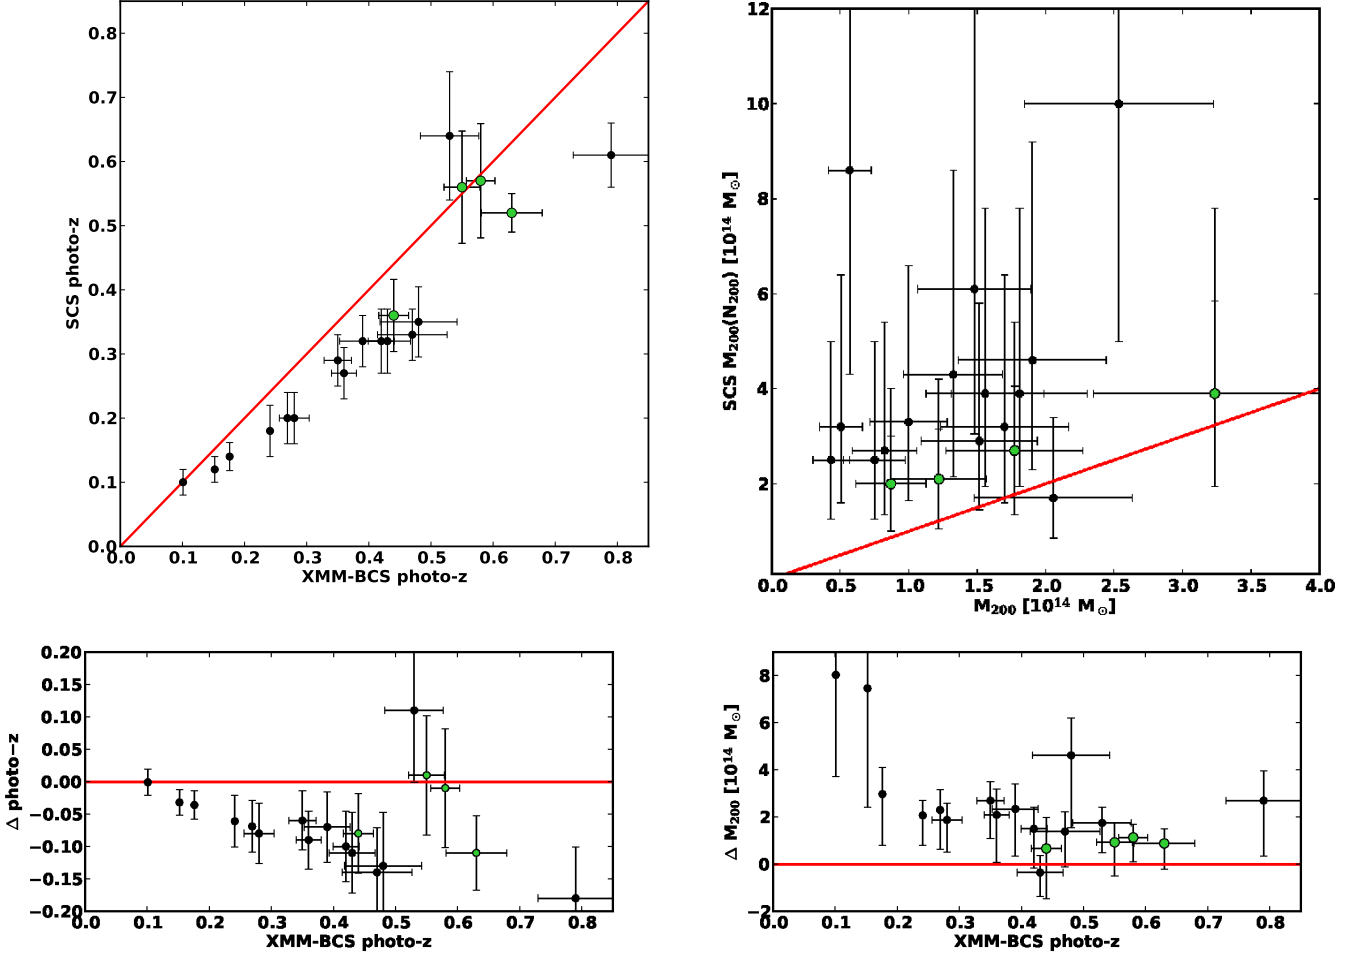 0.8
0.7
0.6
0.5
0.4
0.3
0.2
0.1
0.0
SCS photo-z
0.0 0.1 0.2 0.3 0.4 0.5 0.6 0.7 0.8
XMM-BCS photo-z
12
10
8
6
4
2
SCS M200(N200) [10^14 M⊙]
0.0 0.5 1.0 1.5 2.0 2.5 3.0 3.5 4.0
M200 [10^14 M⊙]
0.20
0.15
0.10
0.05
0.00
−0.05
−0.10
−0.15
−0.20
Δ photo−z
0.0 0.1 0.2 0.3 0.4 0.5 0.6 0.7 0.8
XMM-BCS photo-z
8
6
4
2
0
−2
Δ M200 [10^14 M⊙]
0.0 0.1 0.2 0.3 0.4 0.5 0.6 0.7 0.8
XMM-BCS photo-z